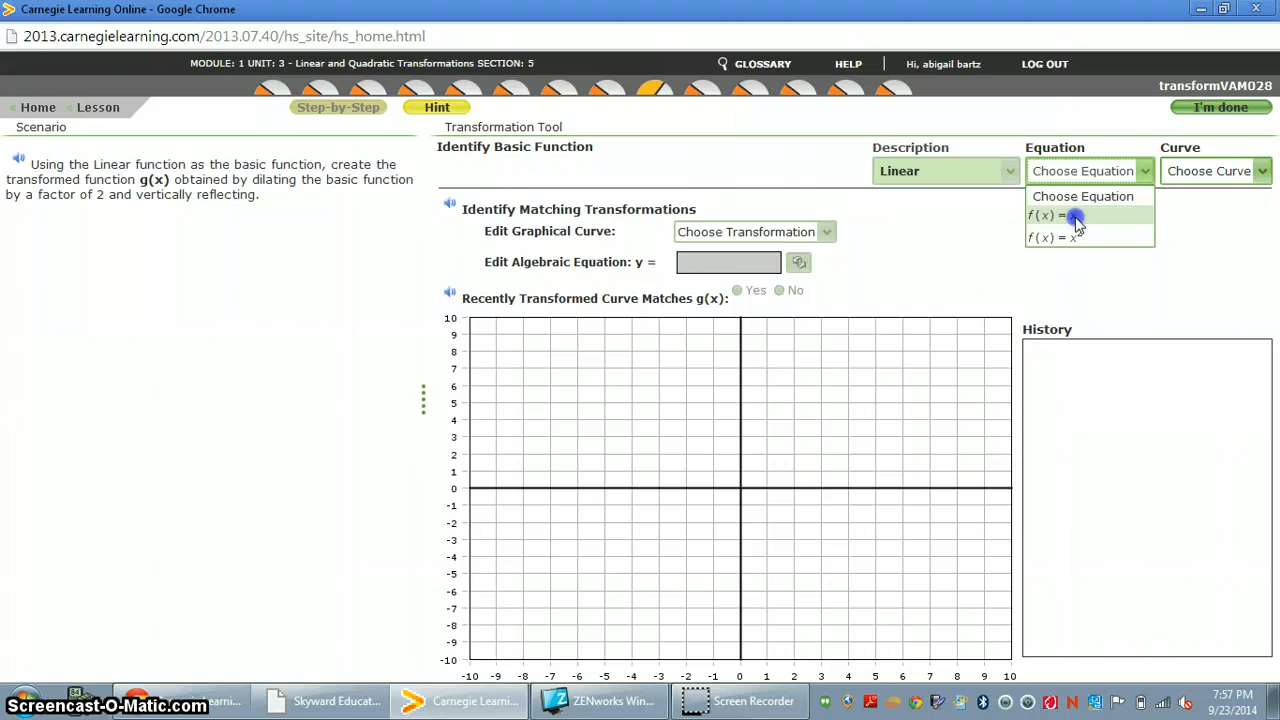 Carnegie Learning Online - Google Chrome
2013.carnegielearning.com/2013.07.40/hs_site/hs_home.html
MODULE: 1 UNIT: 3 - Linear and Quadratic Transformations SECTION: 5
GLOSSARY
HELP
Hi, abigail bartz
LOG OUT
transformVAM028
Home
Lesson
Step-by-Step
Hint
I'm done
Scenario
Transformation Tool
Using the Linear function as the basic function, create the
transformed function g(x) obtained by dilating the basic function
by a factor of 2 and vertically reflecting.
Identify Basic Function
Description
Equation
Curve
Linear
Choose Equation
Choose Curve
Choose Equation
f(x) = x
f(x) = x²
Identify Matching Transformations
Edit Graphical Curve:
Choose Transformation
Edit Algebraic Equation: y =
Recently Transformed Curve Matches g(x):
Yes
No
History
10
9
8
7
6
5
4
3
2
1
0
-1
-2
-3
-4
-5
-6
-7
-8
-9
-10
-10 -9 -8 -7 -6 -5 -4 -3 -2 -1 0 1 2 3 4 5 6 7 8 9 10
84
Learni...
Skyward Educat...
Carnegie Learni...
ZENworks Win...
Screen Recorder
7:57 PM
9/23/2014
Screencast-O-Matic.com